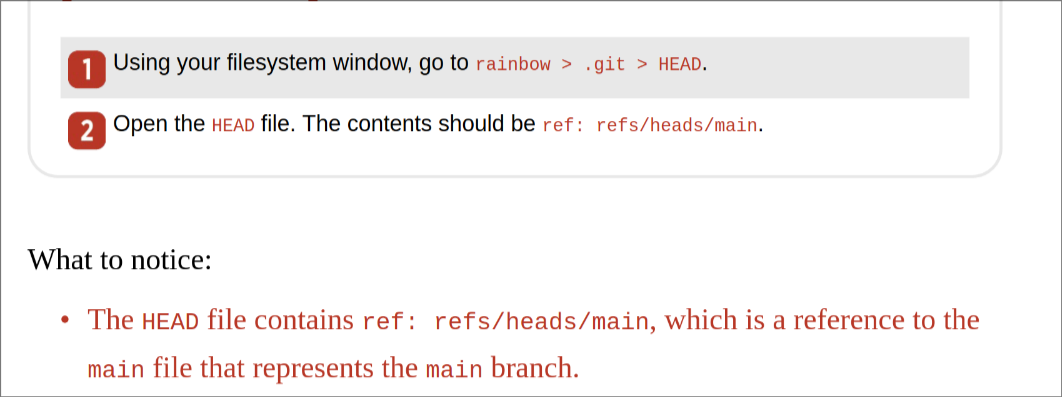 1 Using your filesystem window, go to rainbow > .git > HEAD.
2 Open the HEAD file. The contents should be ref: refs/heads/main.
What to notice:
• The HEAD file contains ref: refs/heads/main, which is a reference to the
main file that represents the main branch.